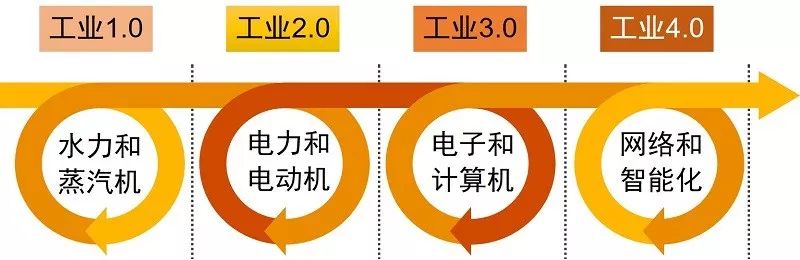 工业1.0
工业2.0
工业3.0
工业4.0
水力和
蒸汽机
电力和
电动机
电子和
计算机
网络和
智能化